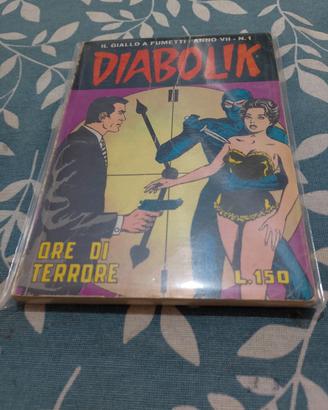 IL GIALLO A FUMETTI - ANNO VII - N. 1
DIABOLIK
ORE DI
TERRORE
L. 150